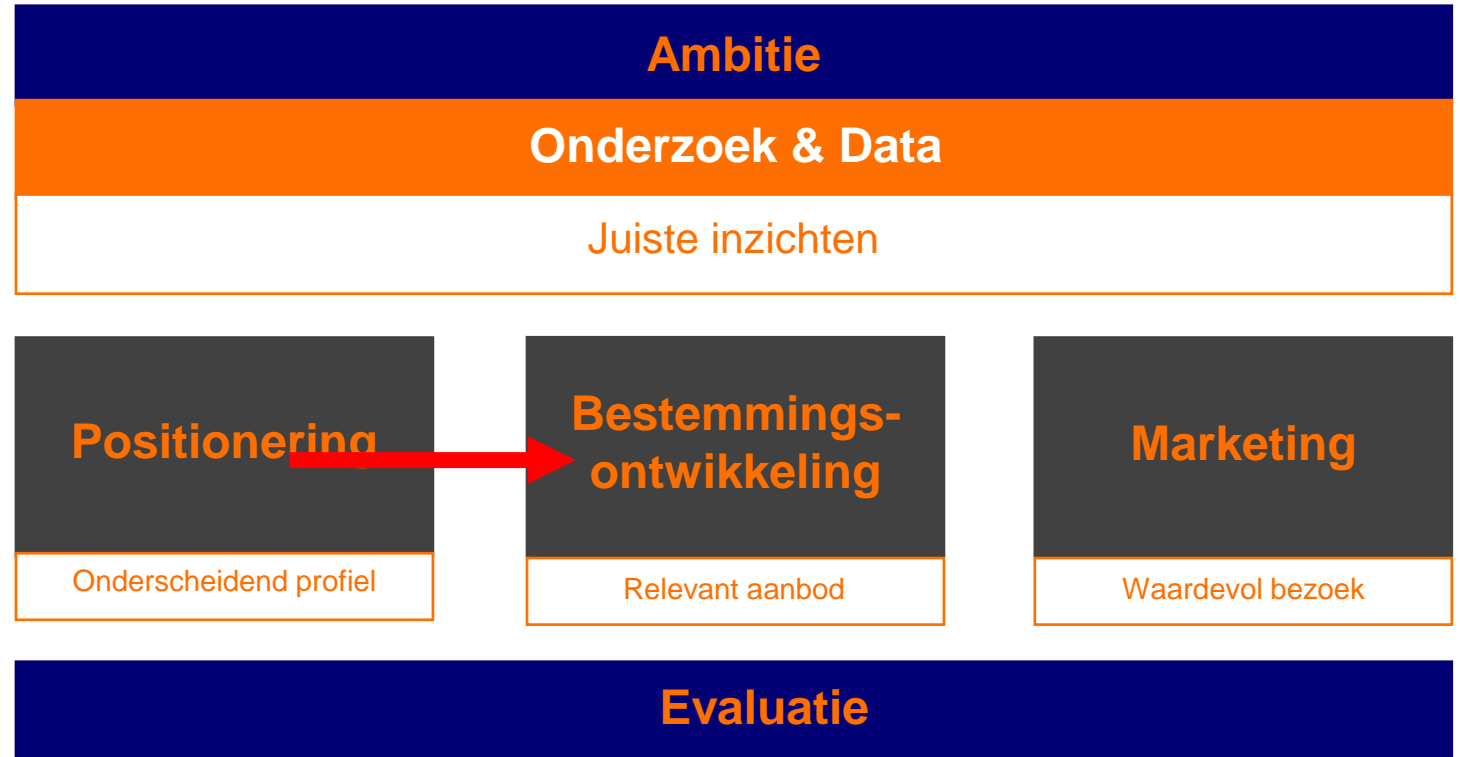 Ambitie
Onderzoek & Data
Juiste inzichten
Positionering
Bestemmings-
ontwikkeling
Marketing
Onderscheidend profiel
Relevant aanbod
Waardevol bezoek
Evaluatie